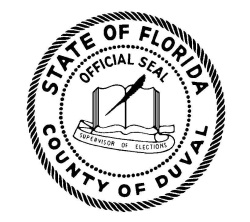 STATE OF FLORIDA
OFFICIAL SEAL
SUPERVISOR OF ELECTIONS
COUNTY OF DUVAL